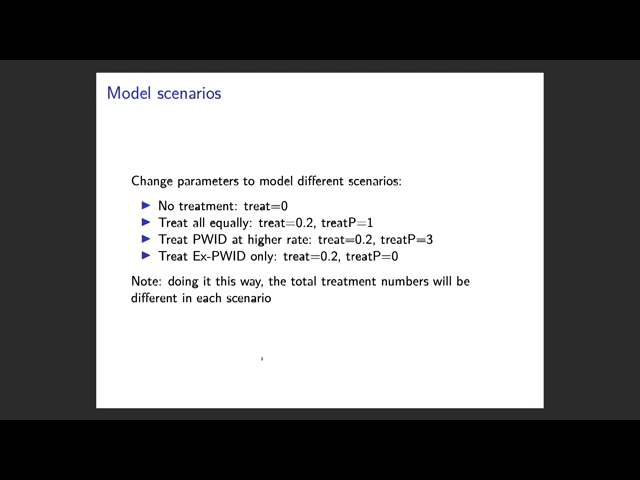 Model scenarios
Change parameters to model different scenarios:
▶ No treatment: treat=0
▶ Treat all equally: treat=0.2, treatP=1
▶ Treat PWID at higher rate: treat=0.2, treatP=3
▶ Treat Ex-PWID only: treat=0.2, treatP=0
Note: doing it this way, the total treatment numbers will be
different in each scenario